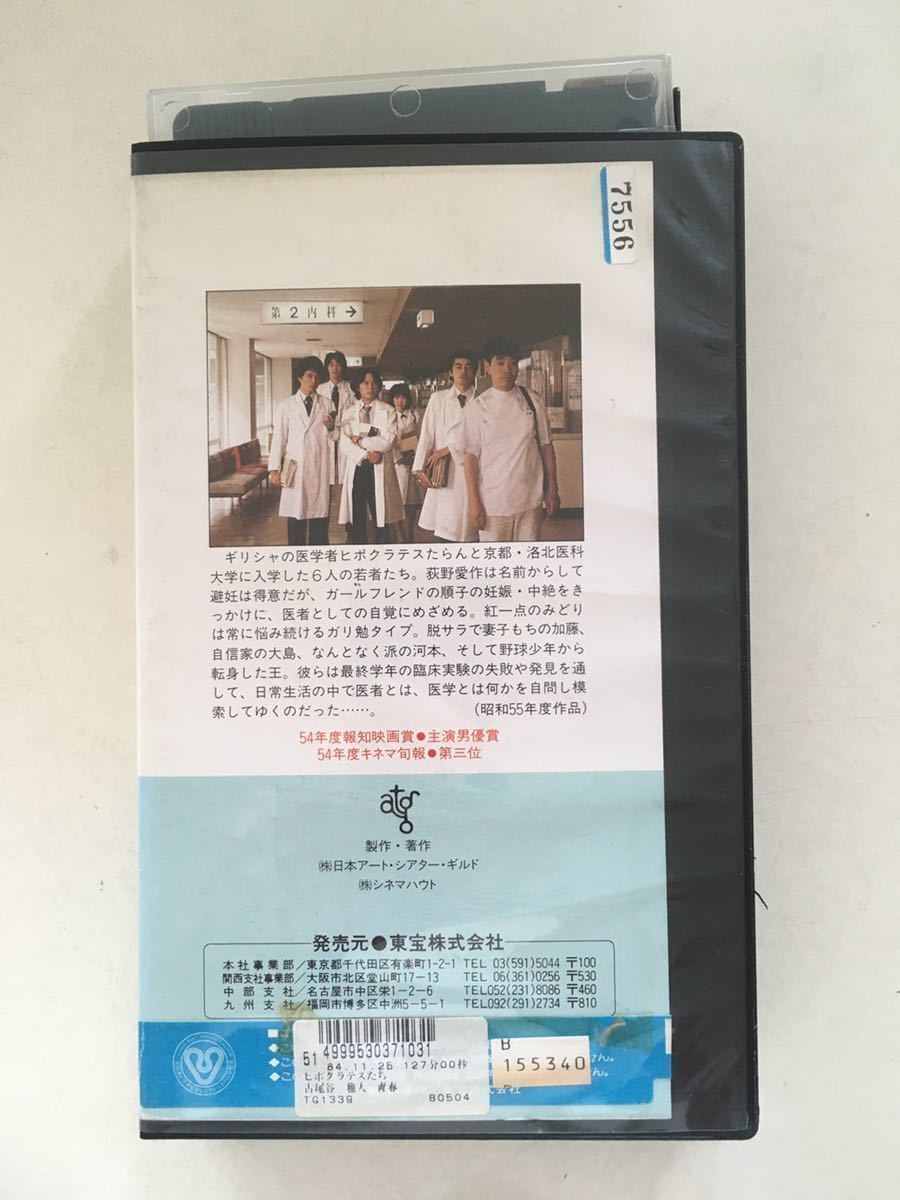 7556
第2内科→
ギリシャの医学者ヒポクラテスたらんと京都・洛北医科
大学に入学した6人の若者たち。荻野愛作は名前からして
避妊は得意だが、ガールフレンドの順子の妊娠・中絶をき
っかけに、医者としての自覚にめざめる。紅一点のみどり
は常に悩み続けるガリ勉タイプ。脱サラで妻子もちの加藤、
自信家の大島、なんとなく派の河本、そして野球少年から
転身した王。彼らは最終学年の臨床実験の失敗や発見を通
して、日常生活の中で医者とは、医学とは何かを自問し模
索してゆくのだった……。 (昭和55年度作品)
54年度報知映画賞●主演男優賞
54年度キネマ旬報●第三位
atg
製作・著作
㈱日本アート・シアター・ギルド
㈱シネマハウト
発売元●東宝株式会社
本社事業部/東京都千代田区有楽町1-2-1 TEL 03(591)5044 〒100
関西支社事業部/大阪市北区堂山町17-13 TEL 06(361)0256 〒530
中部支社/名古屋市中区栄1-2-6 TEL052(231)8086 〒460
九州支社/福岡市博多区中洲5-5-1 TEL092(291)2734 〒810
51 4999530371031
84.11.25 127分00秒
ヒポクラテスたち
古尾谷 雅人 青春
TG1339 B0504
B
155340